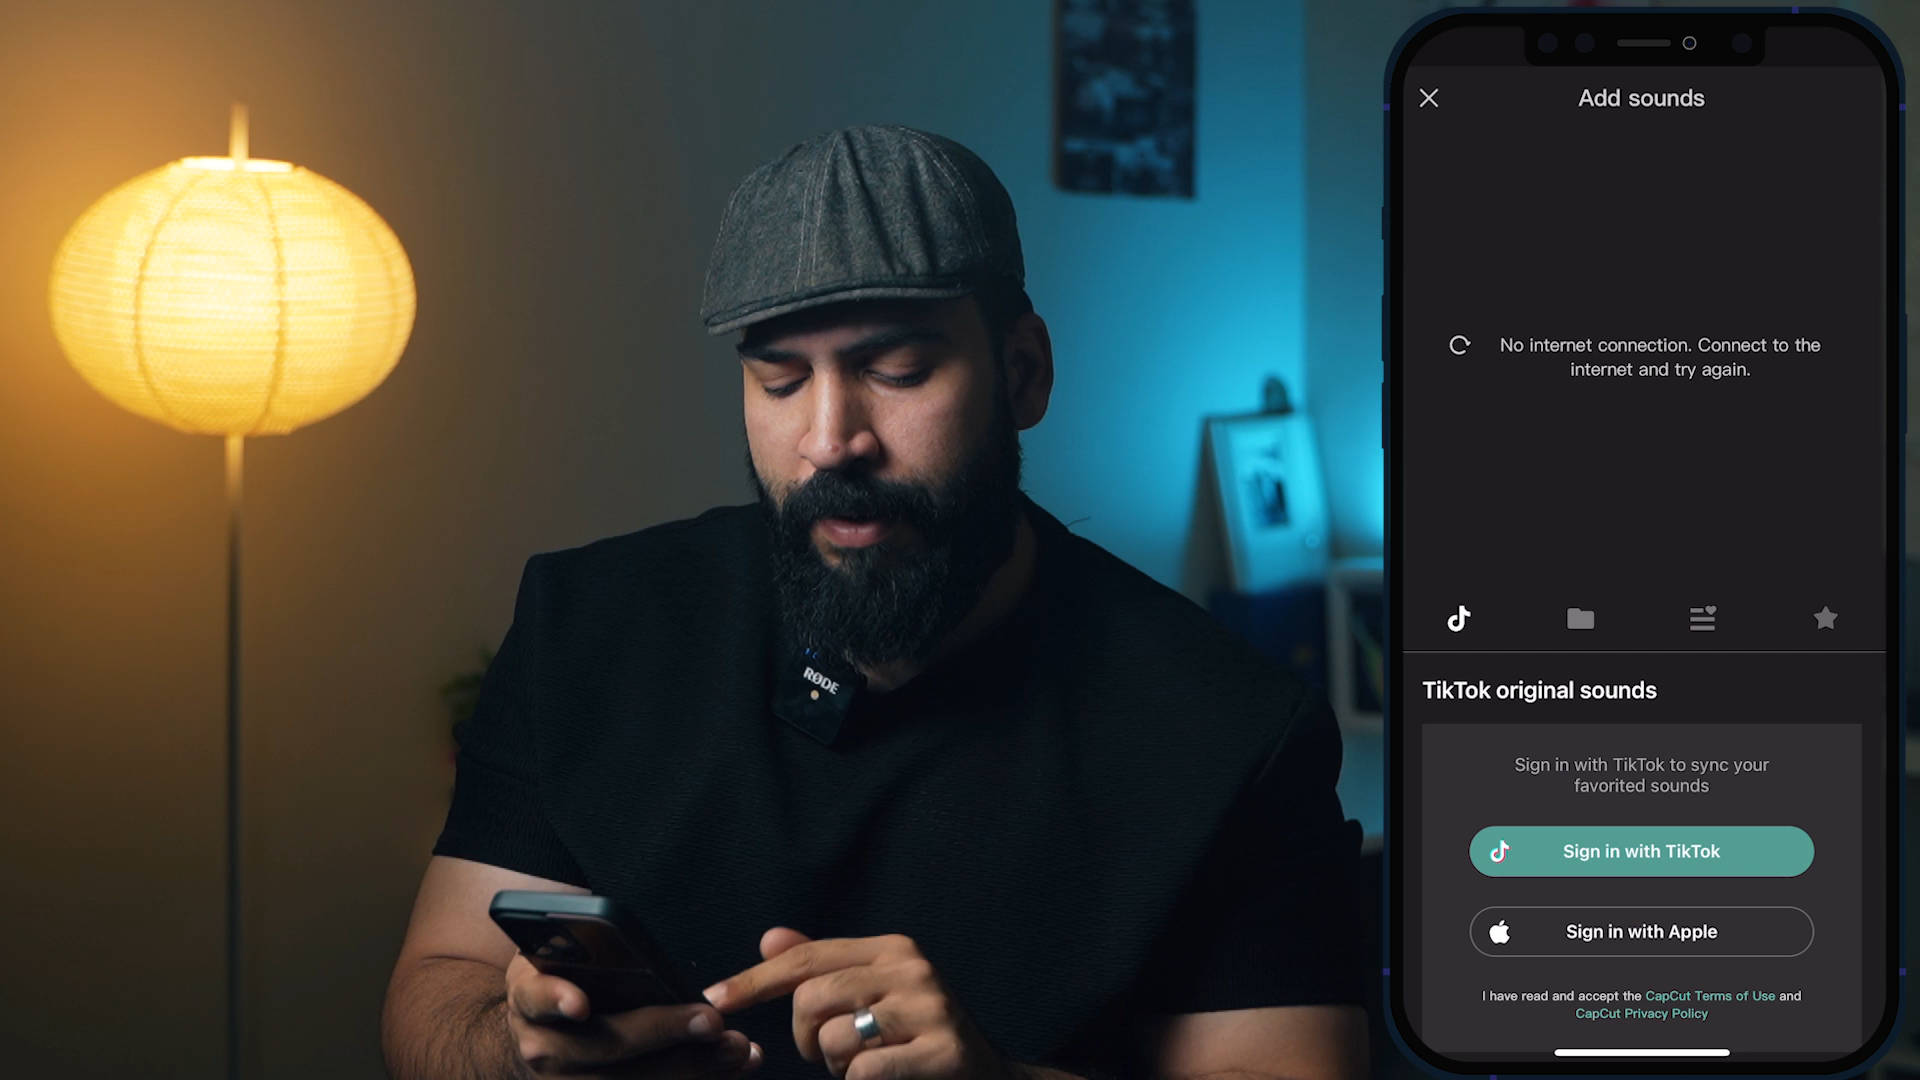 Add sounds
No internet connection. Connect to the
internet and try again.
TikTok original sounds
Sign in with TikTok to sync your
favorited sounds
Sign in with TikTok
Sign in with Apple
I have read and accept the CapCut Terms of Use and
CapCut Privacy Policy
RØDE